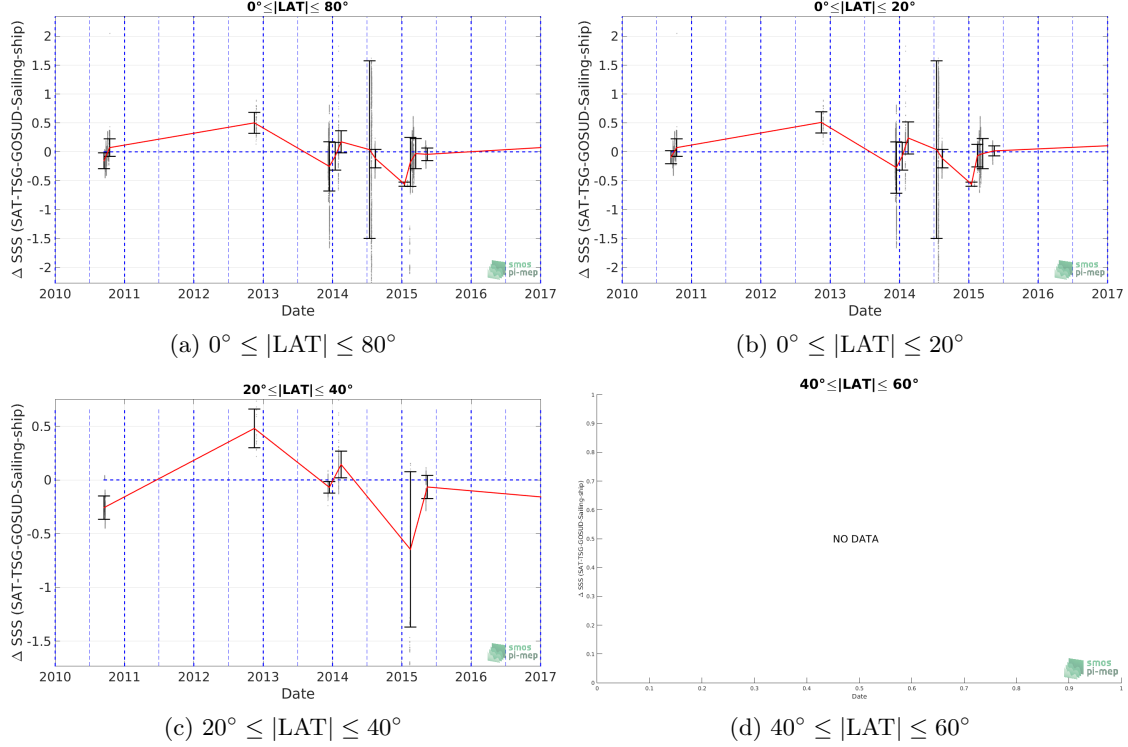 0°≤|LAT|≤ 80°
Δ SSS (SAT-TSG-GOSUD-Sailing-ship)
2
1.5
1
0.5
0
-0.5
-1
-1.5
-2
smos
pi-mep
2010 2011 2012 2013 2014 2015 2016 2017
Date
(a) 0° ≤ |LAT| ≤ 80°
0°≤|LAT|≤ 20°
Δ SSS (SAT-TSG-GOSUD-Sailing-ship)
2
1.5
1
0.5
0
-0.5
-1
-1.5
-2
smos
pi-mep
2010 2011 2012 2013 2014 2015 2016 2017
Date
(b) 0° ≤ |LAT| ≤ 20°
20°≤|LAT|≤ 40°
Δ SSS (SAT-TSG-GOSUD-Sailing-ship)
0.5
0
-0.5
-1
-1.5
smos
pi-mep
2010 2011 2012 2013 2014 2015 2016 2017
Date
(c) 20° ≤ |LAT| ≤ 40°
40°≤|LAT|≤ 60°
Δ SSS (SAT-TSG-GOSUD-Sailing-ship)
1
0.9
0.8
0.7
0.6
0.5
0.4
0.3
0.2
0.1
0
NO DATA
smos
pi-mep
0 0.1 0.2 0.3 0.4 0.5 0.6 0.7 0.8 0.9 1
Date
(d) 40° ≤ |LAT| ≤ 60°